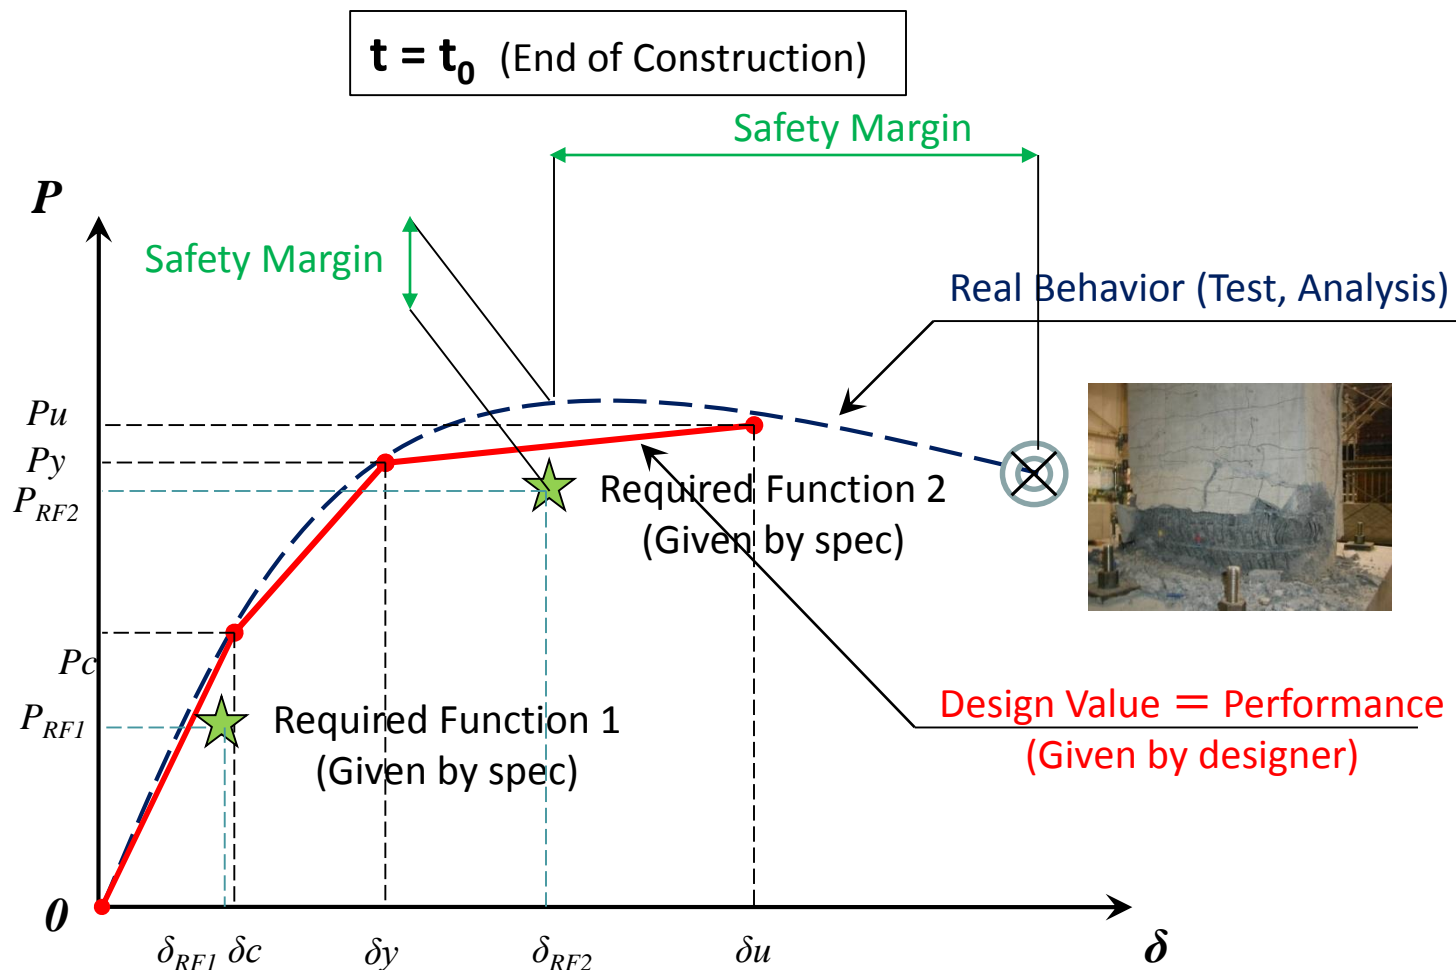 t = t0 (End of Construction)
Safety Margin
P
Safety Margin
Real Behavior (Test, Analysis)
Pu
Py
PRF2
Required Function 2
(Given by spec)
Pc
PRF1
Required Function 1
(Given by spec)
Design Value = Performance
(Given by designer)
0
δRF1 δc δy δRF2 δu δ